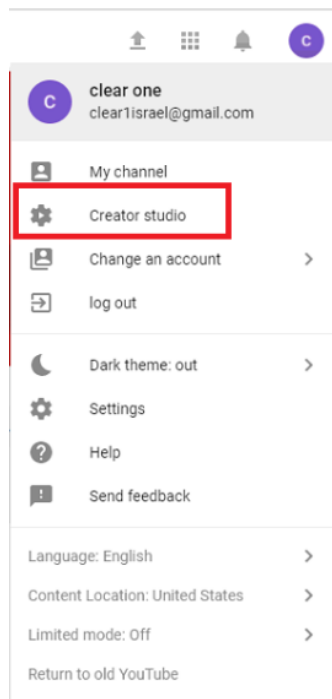 C
C
clear one
clear1israel@gmail.com
My channel
Creator studio
Change an account
log out
Dark theme: out
Settings
Help
Send feedback
Language: English
Content Location: United States
Limited mode: Off
Return to old YouTube